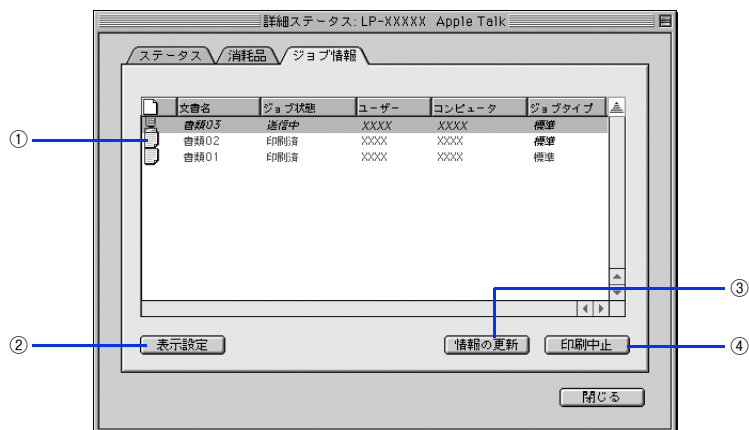 詳細ステータス: LP-XXXXX Apple Talk
ステータス 消耗品 ジョブ情報
文書名 ジョブ状態 ユーザー コンピュータ ジョブタイプ
書類03 送信中 XXXX XXXX 標準
① 書類02 印刷済 XXXX XXXX 標準
書類01 印刷済 XXXX XXXX 標準
③
② 表示設定 情報の更新 印刷中止 ④
閉じる